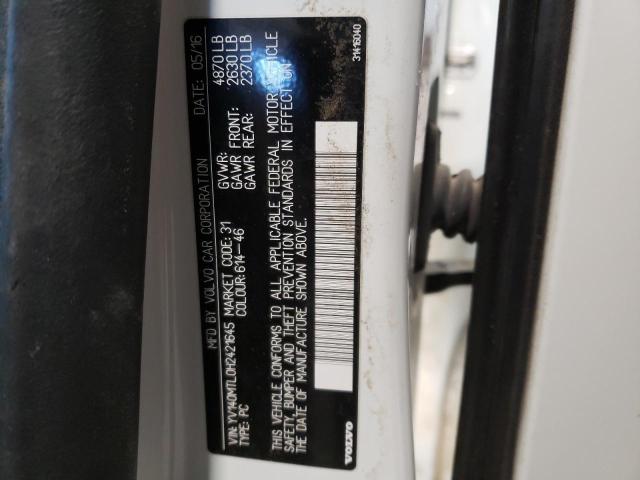 MFD BY VOLVO CAR CORPORATION DATE: 05/16
VIN: YV140MTL0H2421645 MARKET CODE: 31
TYPE: PC COLOUR: 614-46
GVWR: 4870 LB
GAWR FRONT: 2630 LB
GAWR REAR: 2370 LB
THIS VEHICLE CONFORMS TO ALL APPLICABLE FEDERAL MOTOR VEHICLE
SAFETY, BUMPER AND THEFT PREVENTION STANDARDS IN EFFECT ON
DATE OF MANUFACTURE SHOWN ABOVE.
VOLVO
31416040